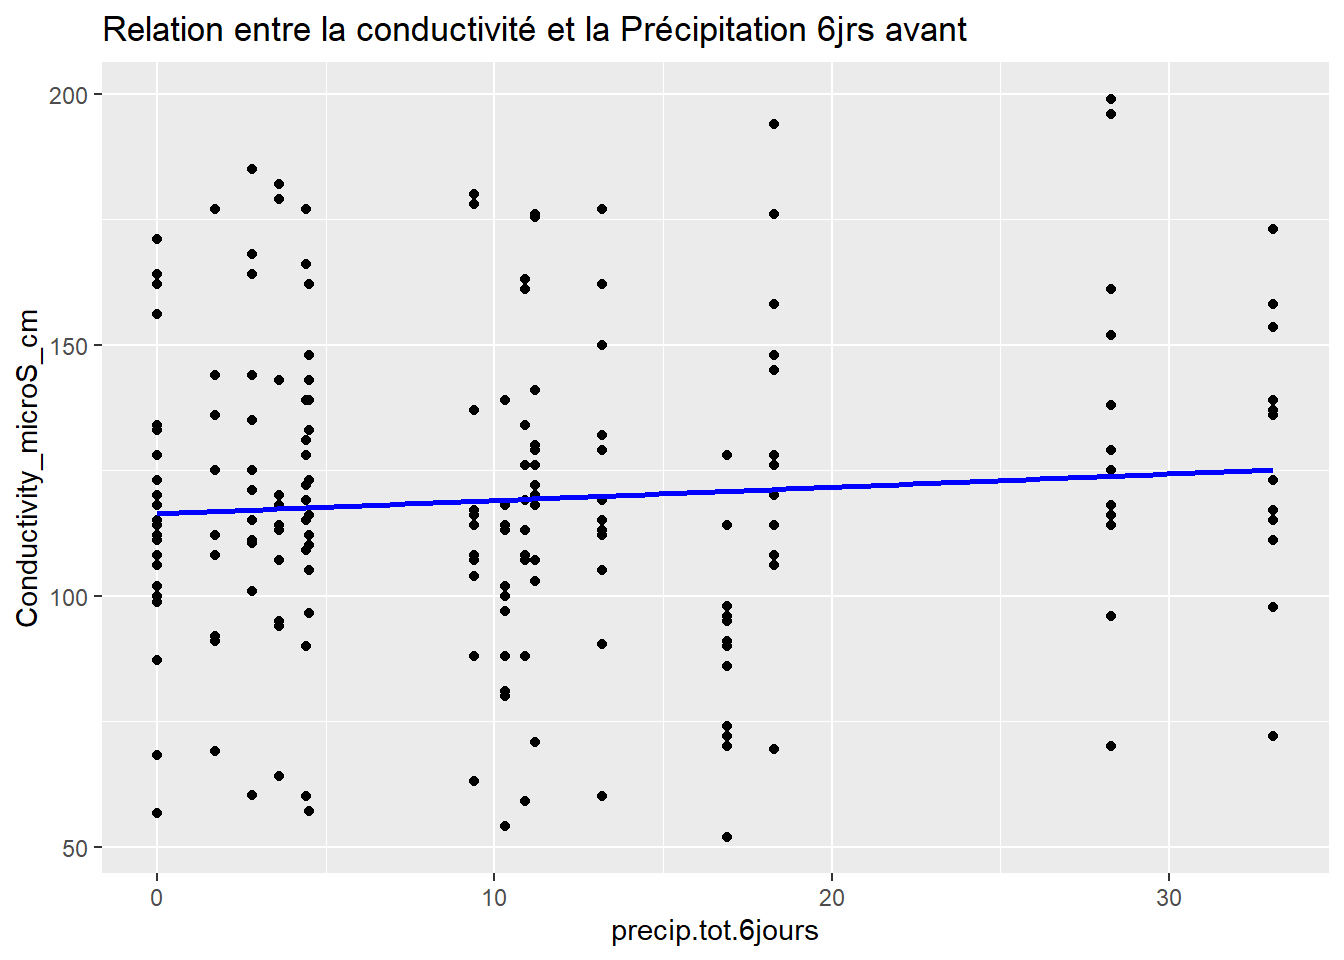 Relation entre la conductivité et la Précipitation 6jrs avant
200
150
100
50
Conductivity_microS_cm
0 10 20 30
precip.tot.6jours